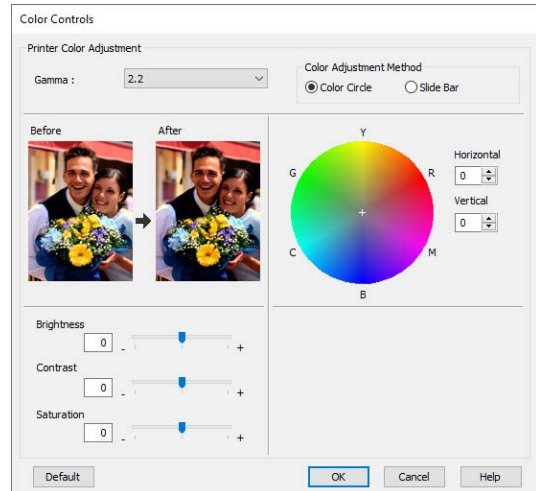 Color Controls
Printer Color Adjustment
Gamma :
2.2
Color Adjustment Method
Color Circle
Slide Bar
Before
After
Y
G
R
C
M
B
Horizontal
0
Vertical
0
Brightness
0
-
+
Contrast
0
-
+
Saturation
0
-
+
Default
OK
Cancel
Help